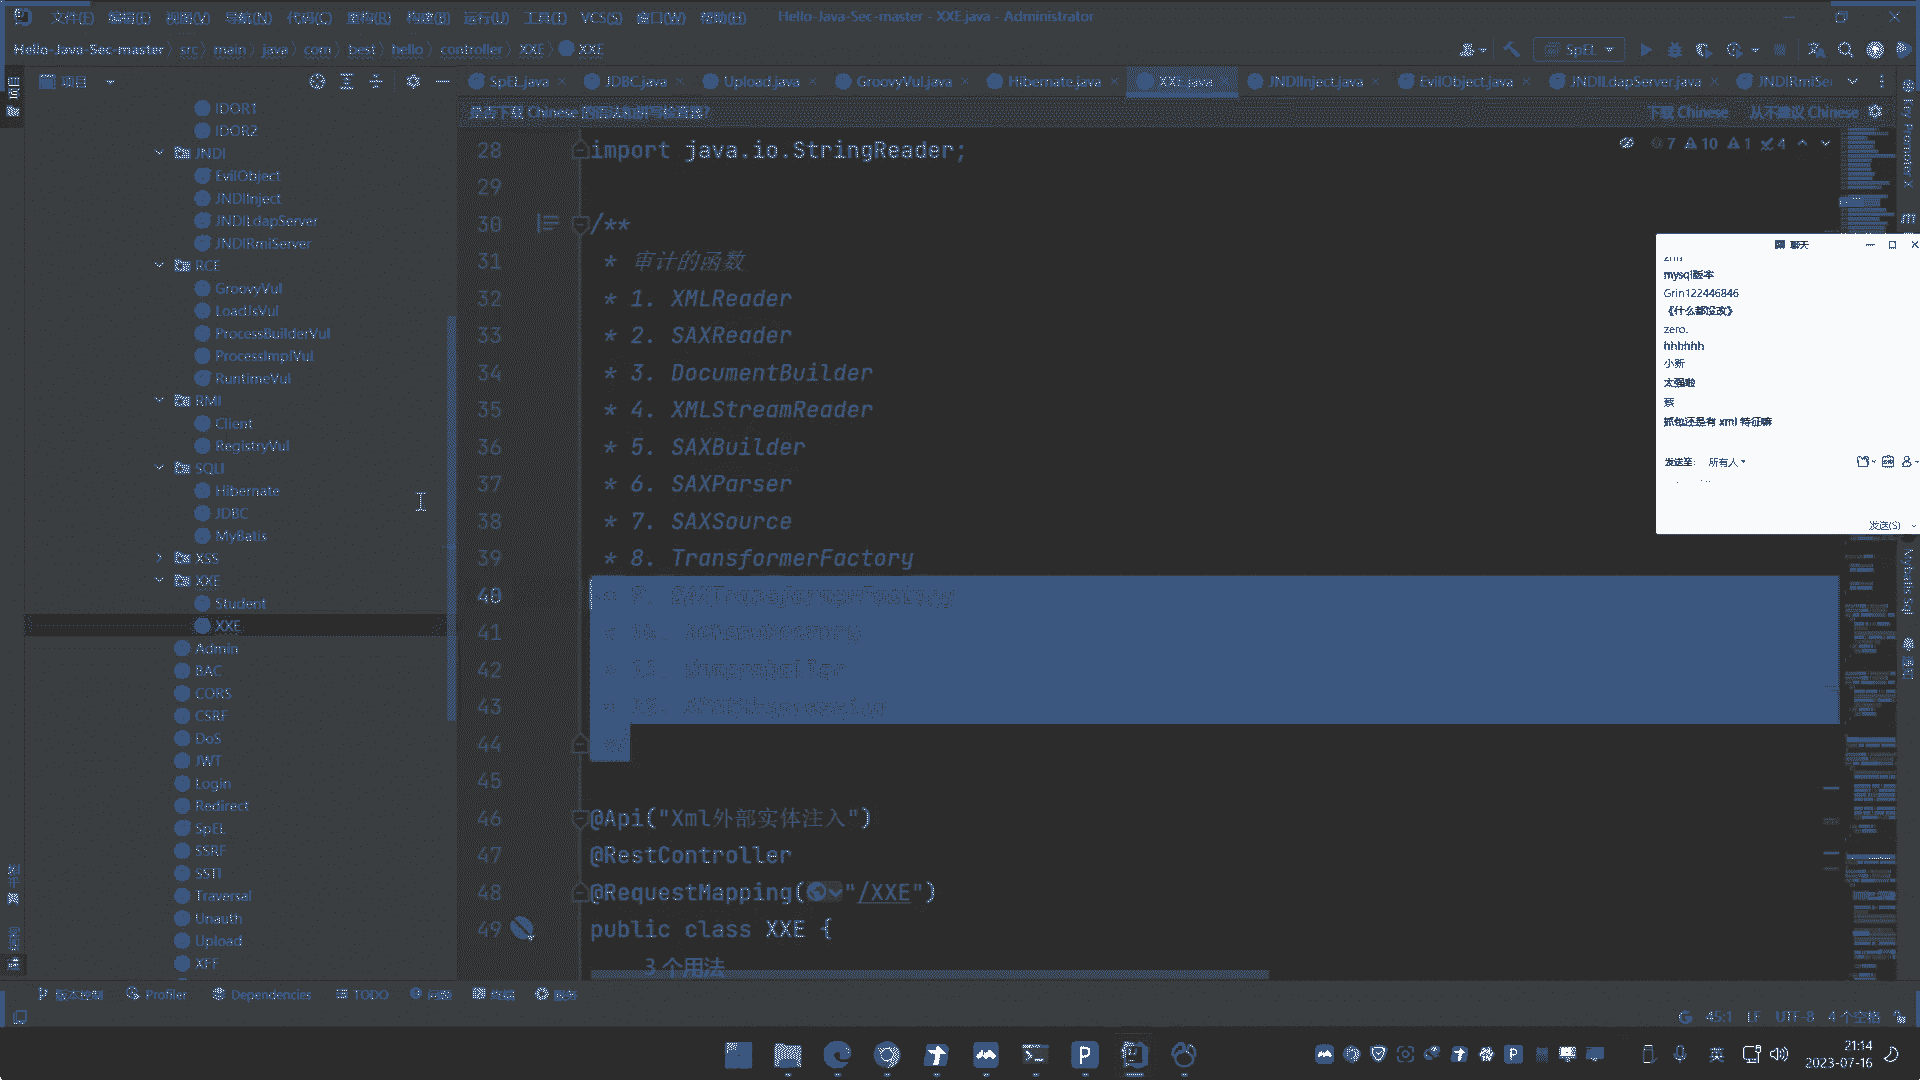 文件(F) 编辑(E) 视图(V) 导航(N) 代码(C) 重构(R) 构建(B) 运行(U) 工具(T) VCS(S) 窗口(W) 帮助(H) Hello-Java-Sec-master - XXE.java - Administrator
Hello-Java-Sec-master src main java com best hello controller XXE XXE
SpEL
项目
SpEL.java JDBC.java Upload.java GroovyVul.java Hibernate.java XXE.java JNDIInject.java EvilObject.java JNDILdapServer.java JNDIRmiSer
是否下载 Chinese
下载 Chinese 从不建议 Chinese
7 10 1 4
IDOR1
IDOR2
JNDI
EvilObject
JNDIInject
JNDILdapServer
JNDIRmiServer
RCE
GroovyVul
LoadJsVul
ProcessBuilderVul
ProcessImplVul
RuntimeVul
RMI
Client
RegistryVul
SQLI
Hibernate
JDBC
MyBatis
XSS
XXE
Student
XXE
Admin
BAC
CORS
CSRF
DoS
JWT
Login
Redirect
SpEL
SSRF
SSTI
Traversal
Unauth
Upload
XFF
28 import java.io.StringReader;
29
30 /**
31 * 审计的函数
32 * 1. XMLReader
33 * 2. SAXReader
34 * 3. DocumentBuilder
35 * 4. XMLStreamReader
36 * 5. SAXBuilder
37 * 6. SAXParser
38 * 7. SAXSource
39 * 8. TransformerFactory
40 * 9. SAXTransformerFactory
41 * 10. SchemaFactory
42 * 11. Unmarshaller
43 * 12. XPathExpression
44 */
45
46 @Api("Xml外部实体注入")
47 @RestController
48 @RequestMapping("/XXE")
49 public class XXE {
3 个用法
聊天
mysql版本
Grin122446846
《什么都没改》
zero.
hhbhhh
小新
太强啦
抓包还是有 xml 特征嘛
发送至: 所有人
发送(S)
版本控制 Profiler Dependencies TODO 问题 终端 服务
45:1 LF UTF-8 4 个空格
英
21:14
2023-07-16